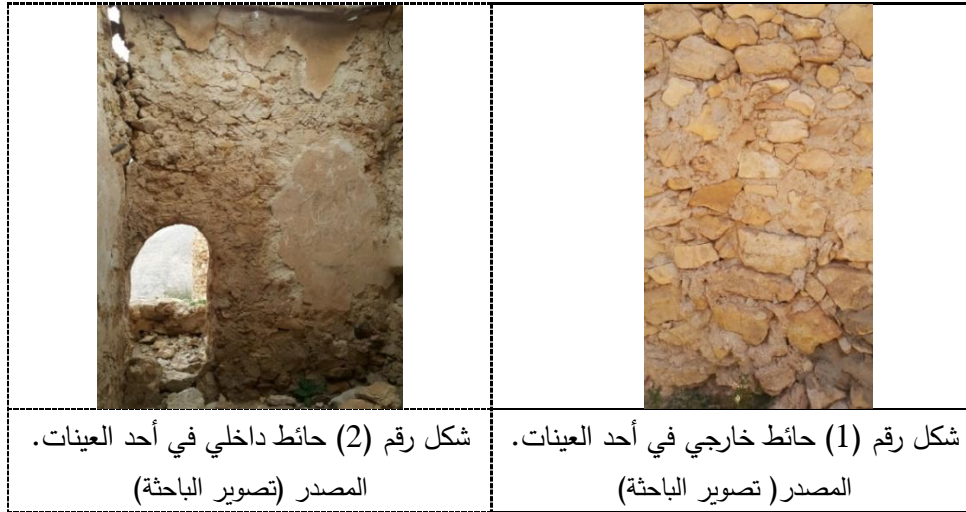 شكل رقم (1) حائط خارجي في أحد العينات.
المصدر( تصوير الباحثة)
شكل رقم (2) حائط داخلي في أحد العينات.
المصدر (تصوير الباحثة)